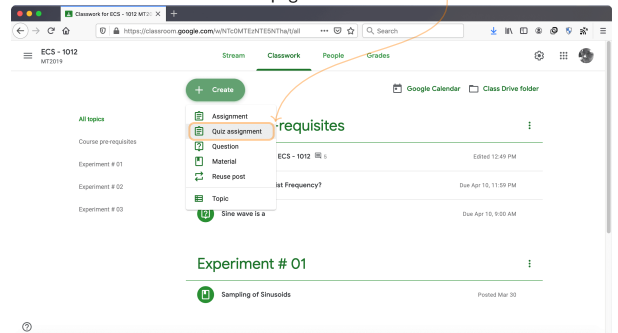 Classwork for ECS - 1012 MT20
https://classroom.google.com/w/NTc0MTEzNTE5NTha/t/all
Search
ECS - 1012
MT2019
Stream
Classwork
People
Grades
Create
Google Calendar
Class Drive folder
All topics
Course pre-requisites
Experiment # 01
Experiment # 02
Experiment # 03
Assignment
Quiz assignment
Question
Material
Reuse post
Topic
-requisites
ECS - 1012 5
Edited 12:49 PM
ist Frequency?
Due Apr 10, 11:59 PM
Sine wave is a
Due Apr 10, 9:00 AM
Experiment # 01
Sampling of Sinusoids
Posted Mar 30